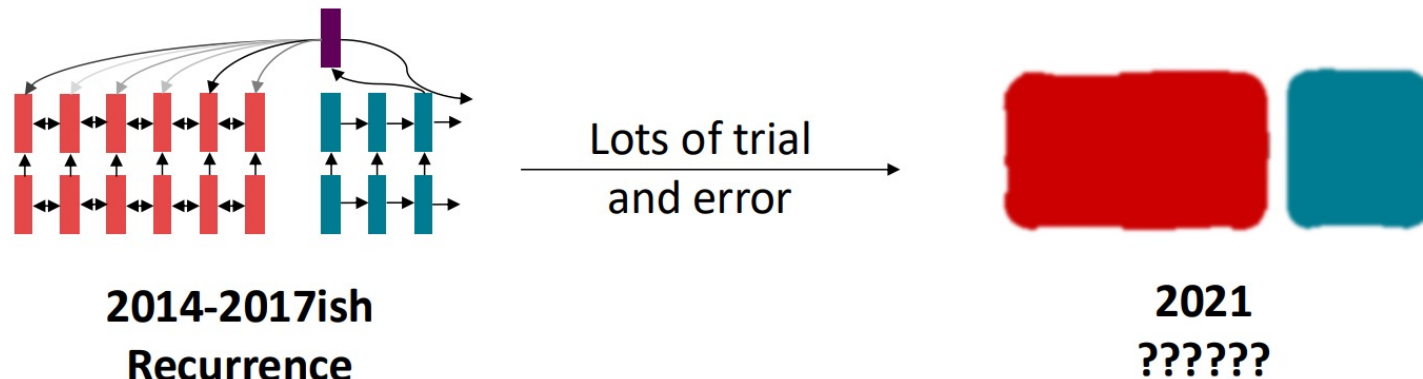 Lots of trial
and error
2014-2017ish
Recurrence
2021
??????